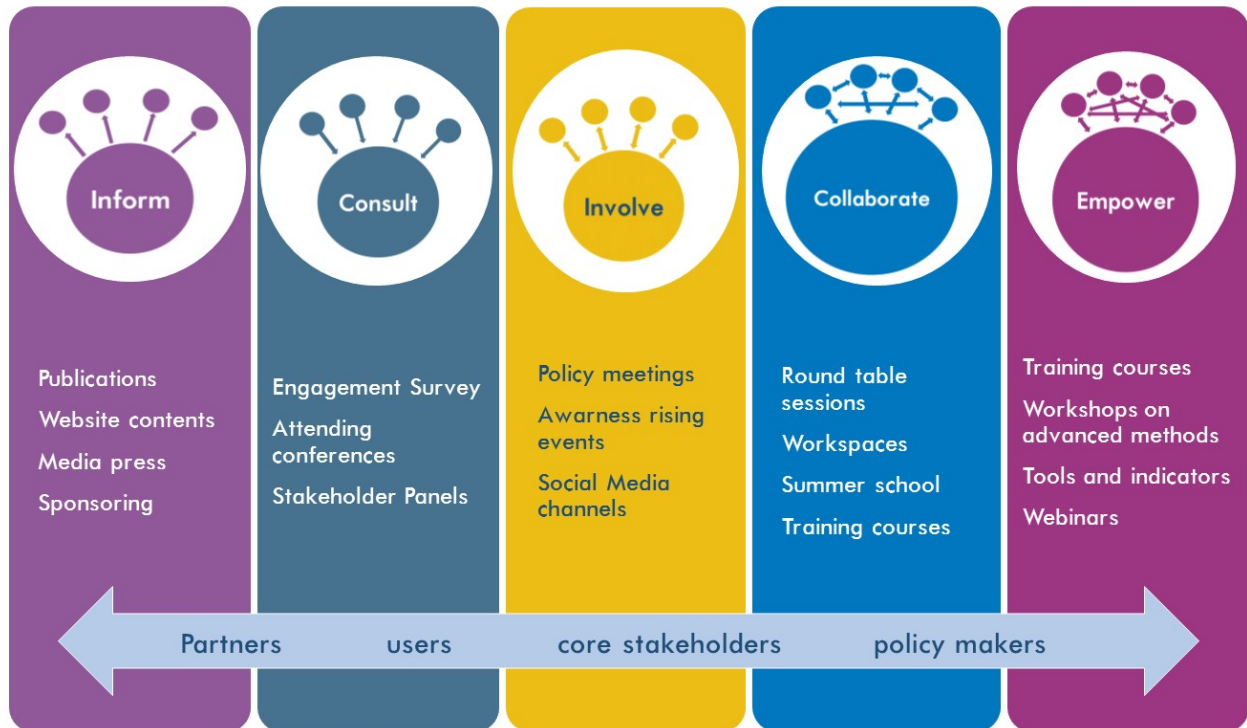 Inform
Publications
Website contents
Media press
Sponsoring
Consult
Engagement Survey
Attending
conferences
Stakeholder Panels
Involve
Policy meetings
Awarness rising
events
Social Media
channels
Collaborate
Round table
sessions
Workspaces
Summer school
Training courses
Empower
Training courses
Workshops on
advanced methods
Tools and indicators
Webinars
Partners users core stakeholders policy makers